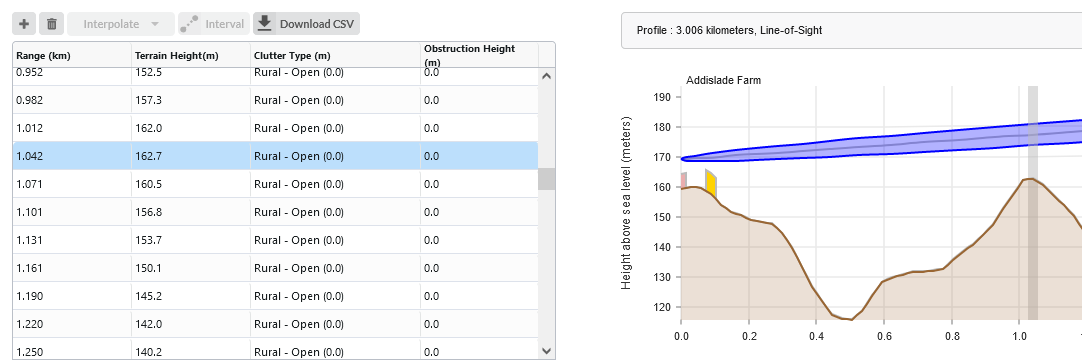 Interpolate Interval Download CSV
Range (km) Terrain Height(m) Clutter Type (m) Obstruction Height (m)
0.952 152.5 Rural - Open (0.0) 0.0
0.982 157.3 Rural - Open (0.0) 0.0
1.012 162.0 Rural - Open (0.0) 0.0
1.042 162.7 Rural - Open (0.0) 0.0
1.071 160.5 Rural - Open (0.0) 0.0
1.101 156.8 Rural - Open (0.0) 0.0
1.131 153.7 Rural - Open (0.0) 0.0
1.161 150.1 Rural - Open (0.0) 0.0
1.190 145.2 Rural - Open (0.0) 0.0
1.220 142.0 Rural - Open (0.0) 0.0
1.250 140.2 Rural - Open (0.0) 0.0
Profile : 3.006 kilometers, Line-of-Sight
Addislade Farm
Height above sea level (meters)
190
180
170
160
150
140
130
120
0.0 0.2 0.4 0.6 0.8 1.0